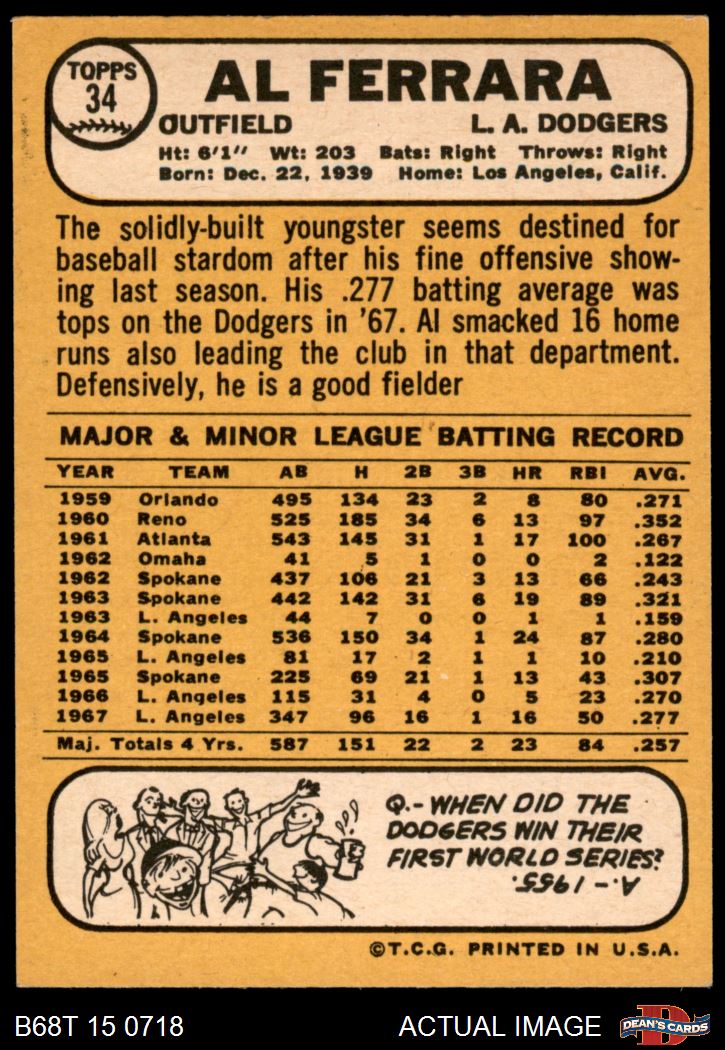 TOPPS
34
AL FERRARA
OUTFIELD L. A. DODGERS
Ht: 6'1" Wt: 203 Bats: Right Throws: Right
Born: Dec. 22, 1939 Home: Los Angeles, Calif.
The solidly-built youngster seems destined for
baseball stardom after his fine offensive show-
ing last season. His .277 batting average was
tops on the Dodgers in '67. Al smacked 16 home
runs also leading the club in that department.
Defensively, he is a good fielder
MAJOR & MINOR LEAGUE BATTING RECORD
YEAR TEAM AB H 2B 3B HR RBI AVG.
1959 Orlando 495 134 23 2 8 80 .271
1960 Reno 525 185 34 6 13 97 .352
1961 Atlanta 543 145 31 1 17 100 .267
1962 Omaha 41 5 1 0 0 2 .122
1962 Spokane 437 106 21 3 13 66 .243
1963 Spokane 442 142 31 6 19 89 .321
1963 L. Angeles 44 7 0 0 1 1 .159
1964 Spokane 536 150 34 1 24 87 .280
1965 L. Angeles 81 17 2 1 1 10 .210
1965 Spokane 225 69 21 1 13 43 .307
1966 L. Angeles 115 31 4 0 5 23 .270
1967 L. Angeles 347 96 16 1 16 50 .277
Maj. Totals 4 Yrs. 587 151 22 2 23 84 .257
Q.- WHEN DID THE
DODGERS WIN THEIR
FIRST WORLD SERIES?
A. - 1955.
©T.C.G. PRINTED IN U.S.A.
B68T 15 0718 ACTUAL IMAGE D DEAN'S CARDS